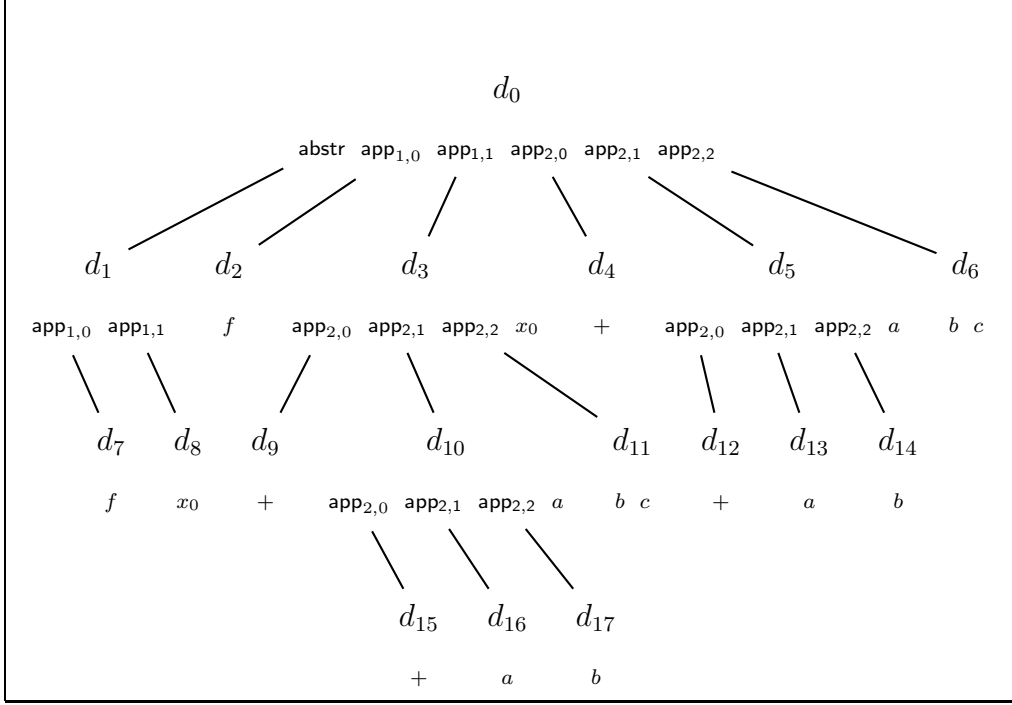 d₀
abstr app₁,₀ app₁,₁ app₂,₀ app₂,₁ app₂,₂
d₁ d₂ d₃ d₄ d₅ d₆
app₁,₀ app₁,₁ f app₂,₀ app₂,₁ app₂,₂ x₀ + app₂,₀ app₂,₁ app₂,₂ a b c
d₇ d₈ d₉ d₁₀ d₁₁ d₁₂ d₁₃ d₁₄
f x₀ + app₂,₀ app₂,₁ app₂,₂ a b c + a b
d₁₅ d₁₆ d₁₇
+ a b